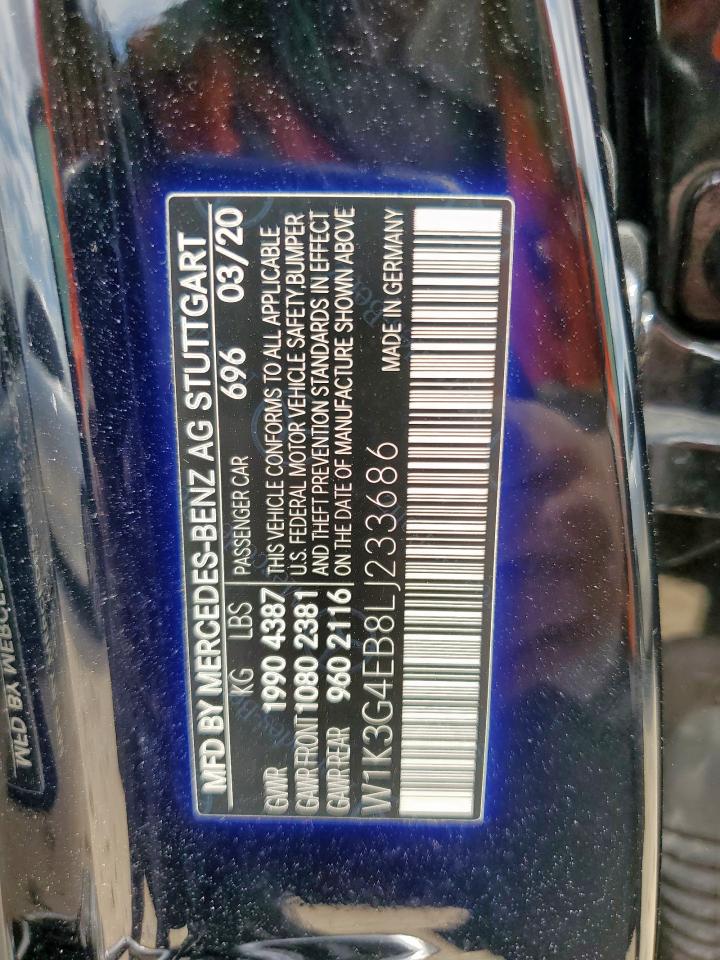 MFD BY MERCEDES-BENZ AG STUTTGART
KG LBS PASSENGER CAR 696 03/20
GVWR 1990 4387 THIS VEHICLE CONFORMS TO ALL APPLICABLE
GAWR FRONT 1080 2381 U.S. FEDERAL MOTOR VEHICLE SAFETY, BUMPER
GAWR REAR 960 2116 AND THEFT PREVENTION STANDARDS IN EFFECT
ON THE DATE OF MANUFACTURE SHOWN ABOVE
W1K3G4EB8LJ233686 MADE IN GERMANY